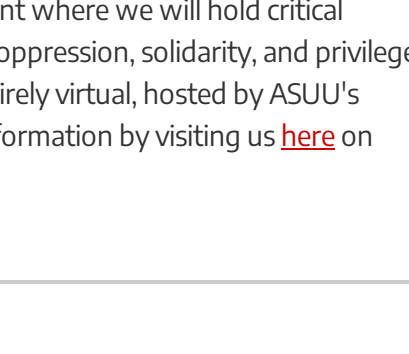 nt where we will hold critical
oppression, solidarity, and privilege
irely virtual, hosted by ASUU's
formation by visiting us here on